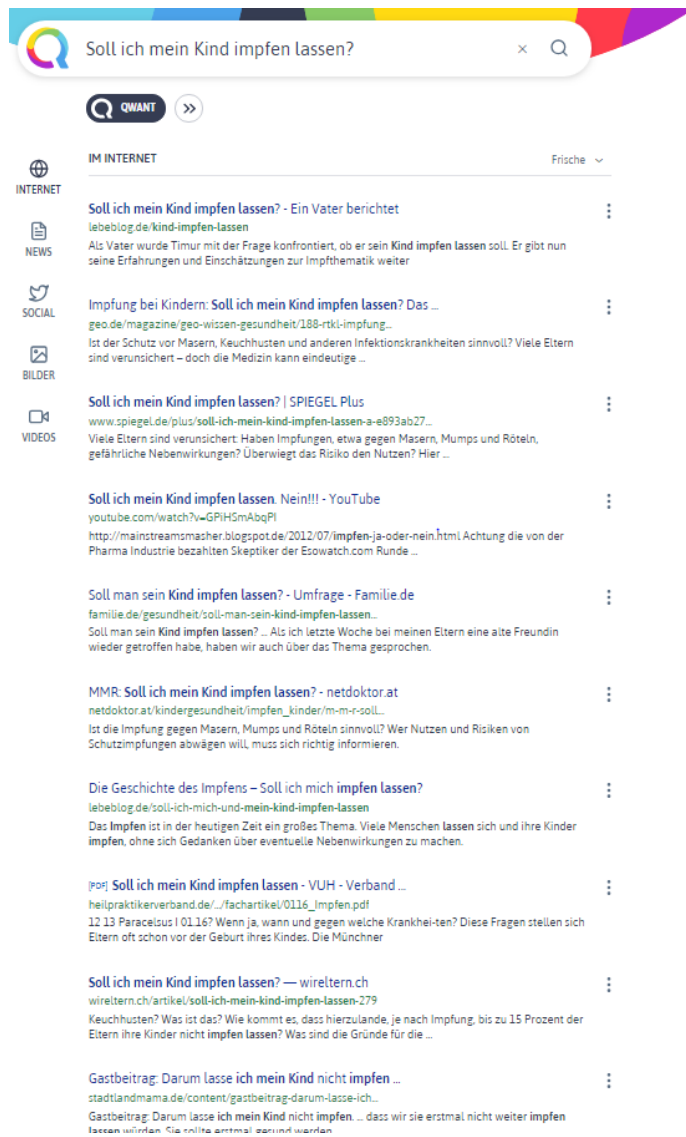 Soll ich mein Kind impfen lassen?
QWANT
IM INTERNET
Frische
INTERNET
NEWS
SOCIAL
BILDER
VIDEOS
Soll ich mein Kind impfen lassen? - Ein Vater berichtet
lebeblog.de/kind-impfen-lassen
Als Vater wurde Timur mit der Frage konfrontiert, ob er sein Kind impfen lassen soll. Er gibt nun
seine Erfahrungen und Einschätzungen zur Impfthematik weiter
Impfung bei Kindern: Soll ich mein Kind impfen lassen? Das ...
geo.de/magazine/geo-wissen-gesundheit/188-rtkl-impfung...
Ist der Schutz vor Masern, Keuchhusten und anderen Infektionskrankheiten sinnvoll? Viele Eltern
sind verunsichert – doch die Medizin kann eindeutige ...
Soll ich mein Kind impfen lassen? | SPIEGEL Plus
www.spiegel.de/plus/soll-ich-mein-kind-impfen-lassen-a-e893ab27...
Viele Eltern sind verunsichert: Haben Impfungen, etwa gegen Masern, Mumps und Röteln,
gefährliche Nebenwirkungen? Überwiegt das Risiko den Nutzen? Hier ...
Soll ich mein Kind impfen lassen. Nein!!! - YouTube
youtube.com/watch?v=GPiHSmAbqPI
http://mainstreamsmasher.blogspot.de/2012/07/impfen-ja-oder-nein.html Achtung die von der
Pharma Industrie bezahlten Skeptiker der Esowatch.com Runde ...
Soll man sein Kind impfen lassen? - Umfrage - Familie.de
familie.de/gesundheit/soll-man-sein-kind-impfen-lassen...
Soll man sein Kind impfen lassen? ... Als ich letzte Woche bei meinen Eltern eine alte Freundin
wieder getroffen habe, haben wir auch über das Thema gesprochen.
MMR: Soll ich mein Kind impfen lassen? - netdoktor.at
netdoktor.at/kindergesundheit/impfen_kinder/m-m-r-soll...
Ist die Impfung gegen Masern, Mumps und Röteln sinnvoll? Wer Nutzen und Risiken von
Schutzimpfungen abwägen will, muss sich richtig informieren.
Die Geschichte des Impfens – Soll ich mich impfen lassen?
lebeblog.de/soll-ich-mich-und-mein-kind-impfen-lassen
Das Impfen ist in der heutigen Zeit ein großes Thema. Viele Menschen lassen sich und ihre Kinder
impfen, ohne sich Gedanken über eventuelle Nebenwirkungen zu machen.
[PDF] Soll ich mein Kind impfen lassen - VUH - Verband ...
heilpraktikerverband.de/../fachartikel/0116_Impfen.pdf
12 13 Paracelsus I 01.16? Wenn ja, wann und gegen welche Krankhei-ten? Diese Fragen stellen sich
Eltern oft schon vor der Geburt ihres Kindes. Die Münchner
Soll ich mein Kind impfen lassen? — wireltern.ch
wireltern.ch/artikel/soll-ich-mein-kind-impfen-lassen-279
Keuchhusten? Was ist das? Wie kommt es, dass hierzulande, je nach Impfung, bis zu 15 Prozent der
Eltern ihre Kinder nicht impfen lassen? Was sind die Gründe für die ...
Gastbeitrag: Darum lasse ich mein Kind nicht impfen ...
stadtlandmama.de/content/gastbeitrag-darum-lasse-ich...
Gastbeitrag: Darum lasse ich mein Kind nicht impfen. ... dass wir sie erstmal nicht weiter impfen
lassen würden. Sie sollte erstmal gesund werden